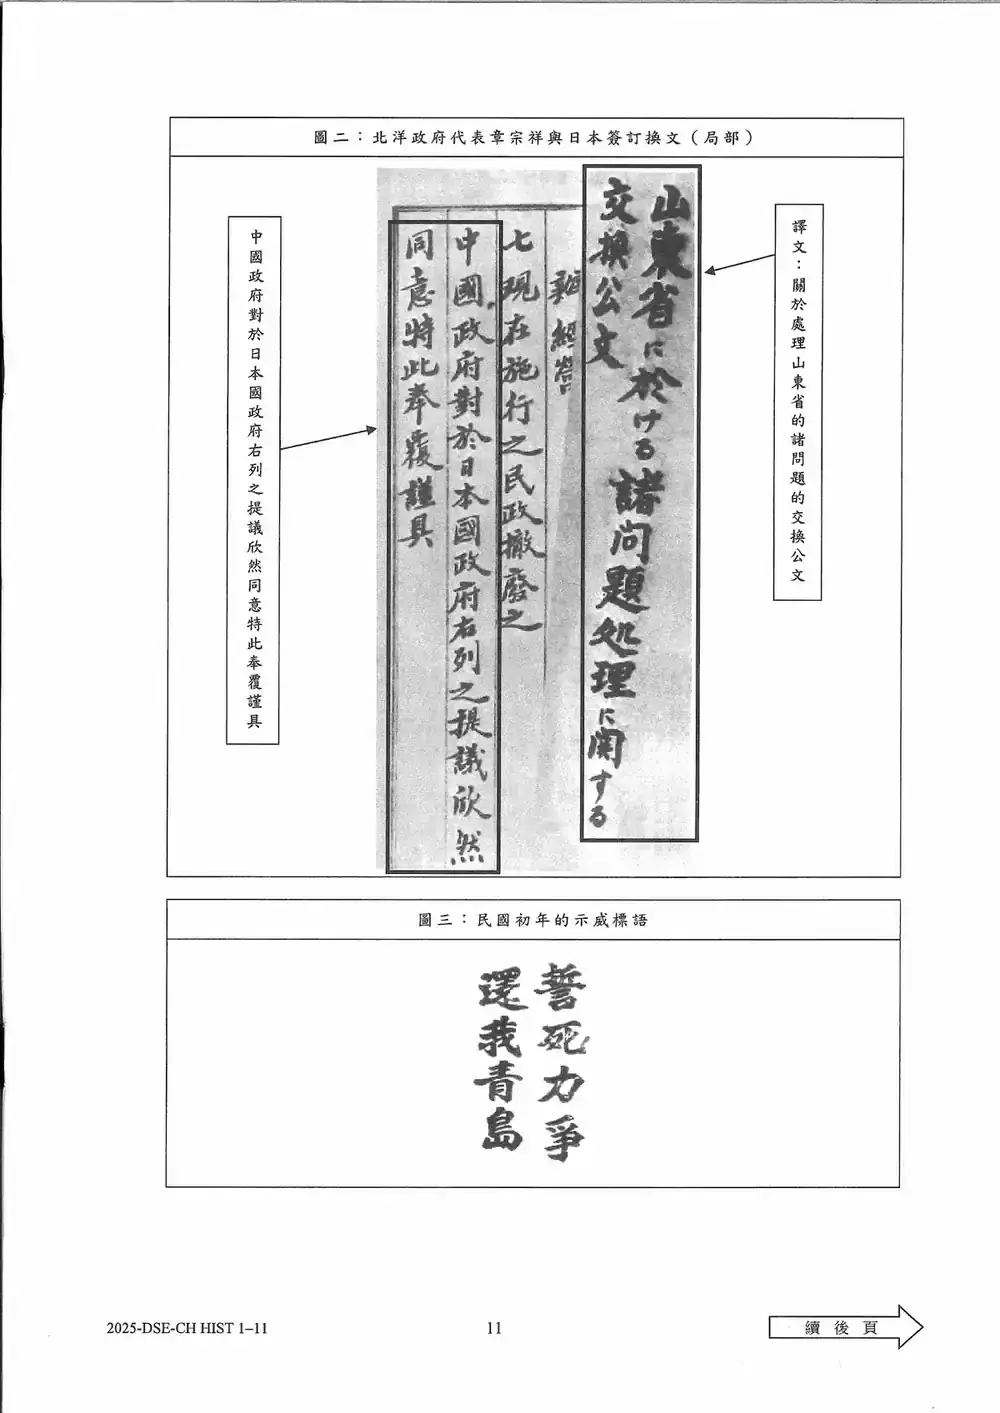 圖二：北洋政府代表章宗祥與日本簽訂換文（局部）
譯文：關於處理山東省的諸問題的交換公文
山東省に於ける諸問題処理に関する
交換公文
辦經營
七現在施行之民政撤廢之
中國政府對於日本國政府右列之提議欣然
同意特此奉覆謹具
中國政府對於日本國政府右列之提議欣然同意特此奉覆謹具
圖三：民國初年的示威標語
誓死力爭
還我青島
2025-DSE-CH HIST 1–11
11
續後頁